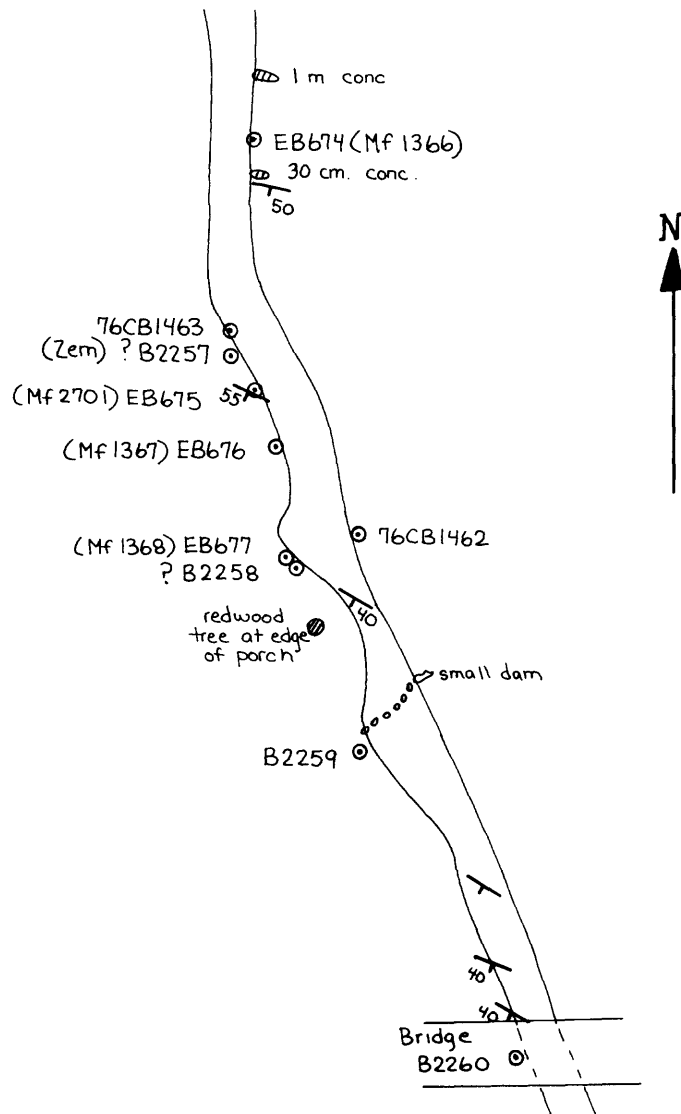 1 m conc
EB674 (Mf 1366)
30 cm. conc.
50
N
76CB1463
(Zem) ? B2257
(Mf 2701) EB675
55
(Mf 1367) EB676
76CB1462
(Mf 1368) EB677
? B2258
40
redwood
tree at edge
of porch
small dam
B2259
40
40
Bridge
B2260